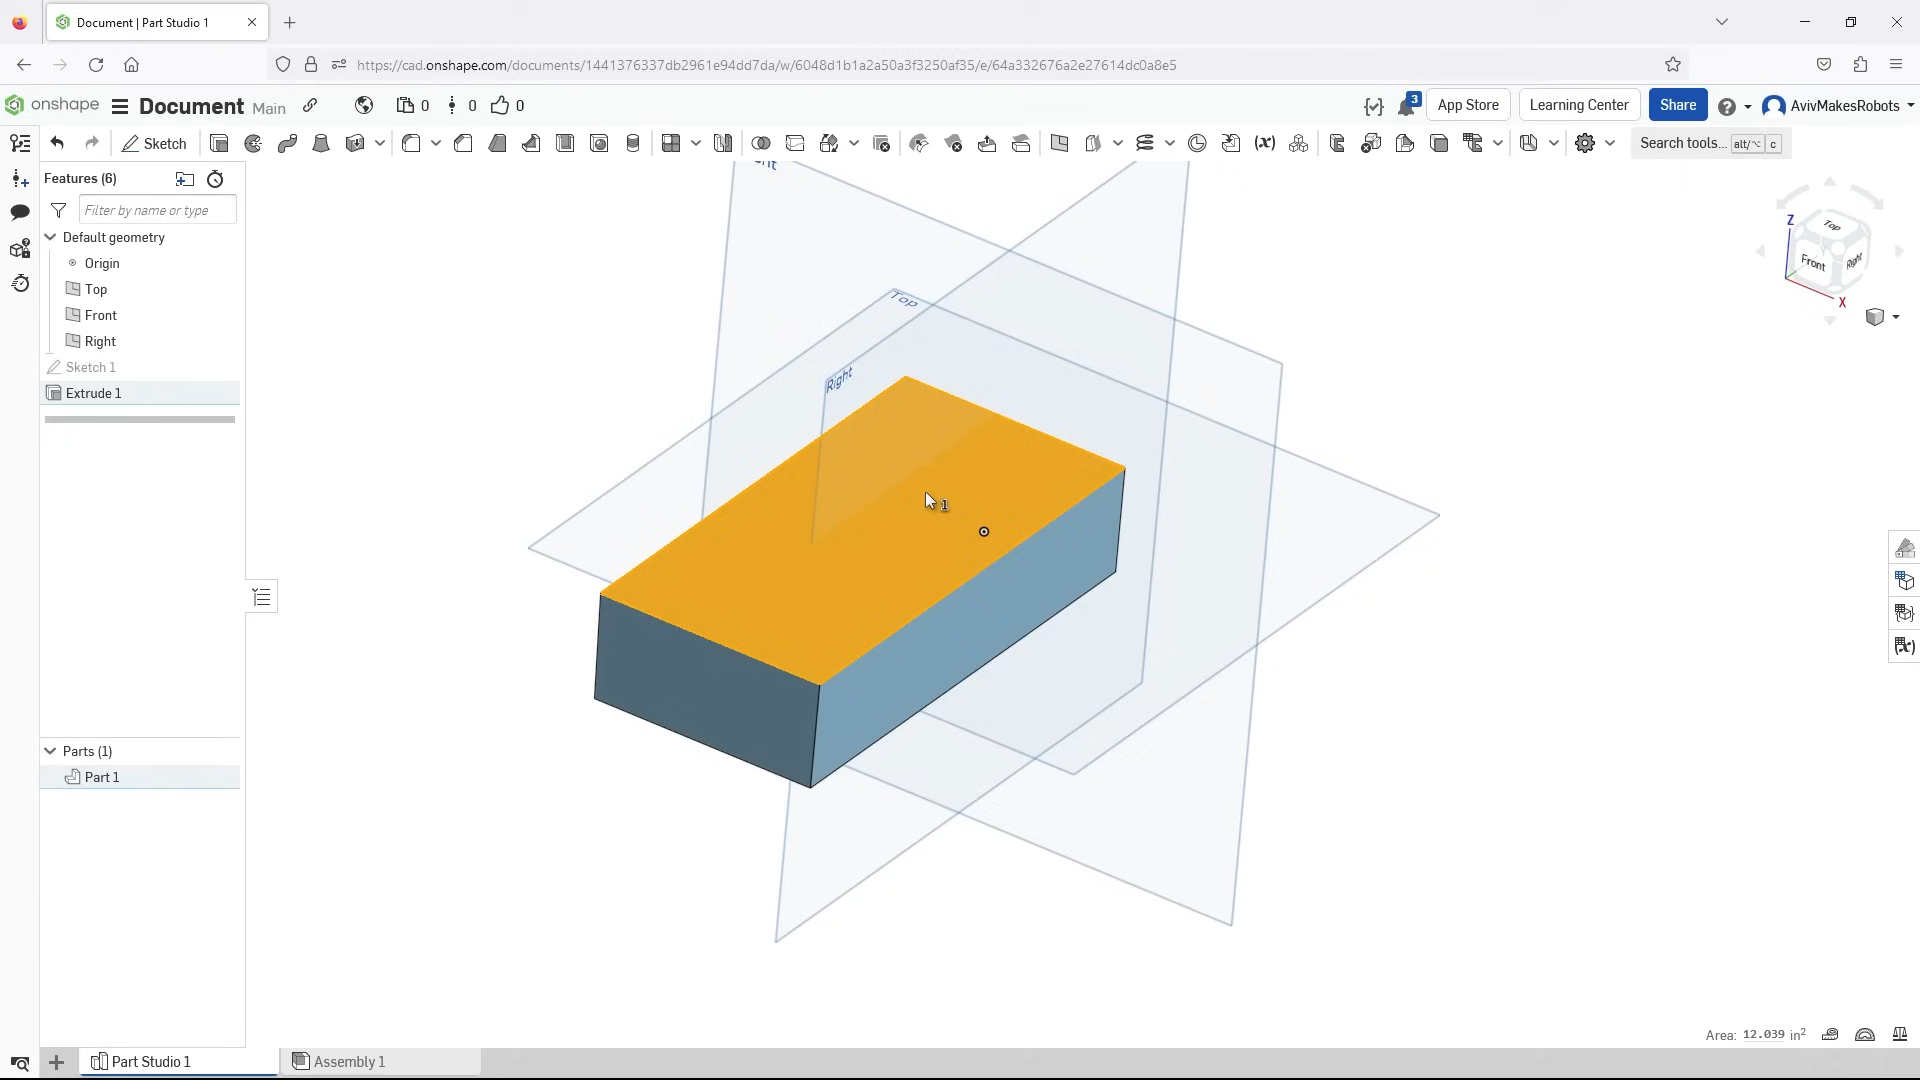 Document | Part Studio 1
https://cad.onshape.com/documents/1441376337db2961e94dd7da/w/6048d1b1a2a50a3f3250af35/e/64a332676a2e27614dc0a8e5
onshape Document Main 0 0 0 3 App Store Learning Center Share AvivMakesRobots
Sketch Search tools... alt/⌥ c
Features (6)
Filter by name or type
Default geometry
Origin
Top
Front
Right
Sketch 1
Extrude 1
Parts (1)
Part 1
Top
Right
1
Z
Top
Front
Right
X
Area: 12.039 in²
Part Studio 1
Assembly 1